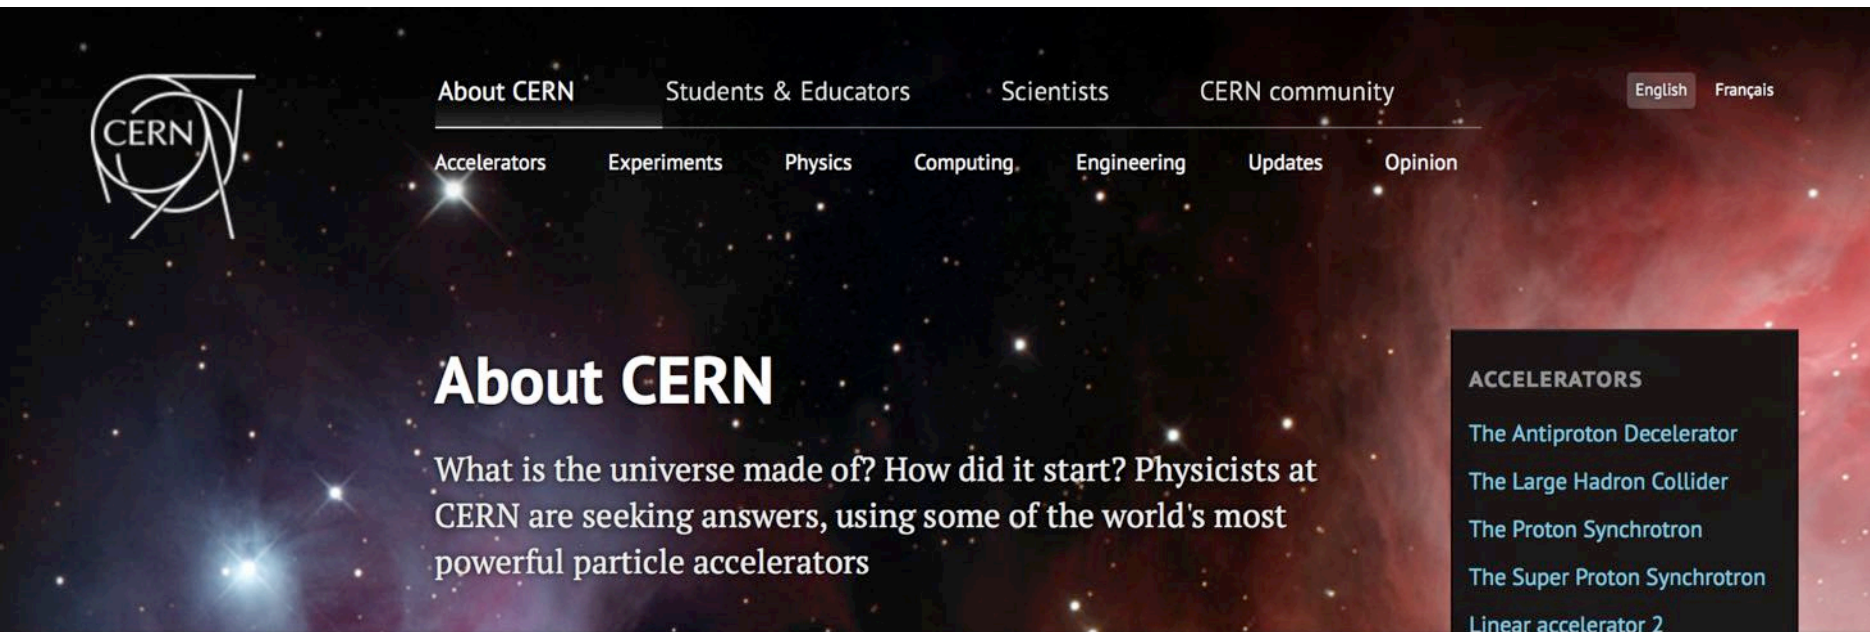 CERN
About CERN
Students & Educators
Scientists
CERN community
English
Français
Accelerators
Experiments
Physics
Computing
Engineering
Updates
Opinion
About CERN
What is the universe made of? How did it start? Physicists at
CERN are seeking answers, using some of the world's most
powerful particle accelerators
ACCELERATORS
The Antiproton Decelerator
The Large Hadron Collider
The Proton Synchrotron
The Super Proton Synchrotron
Linear accelerator 2